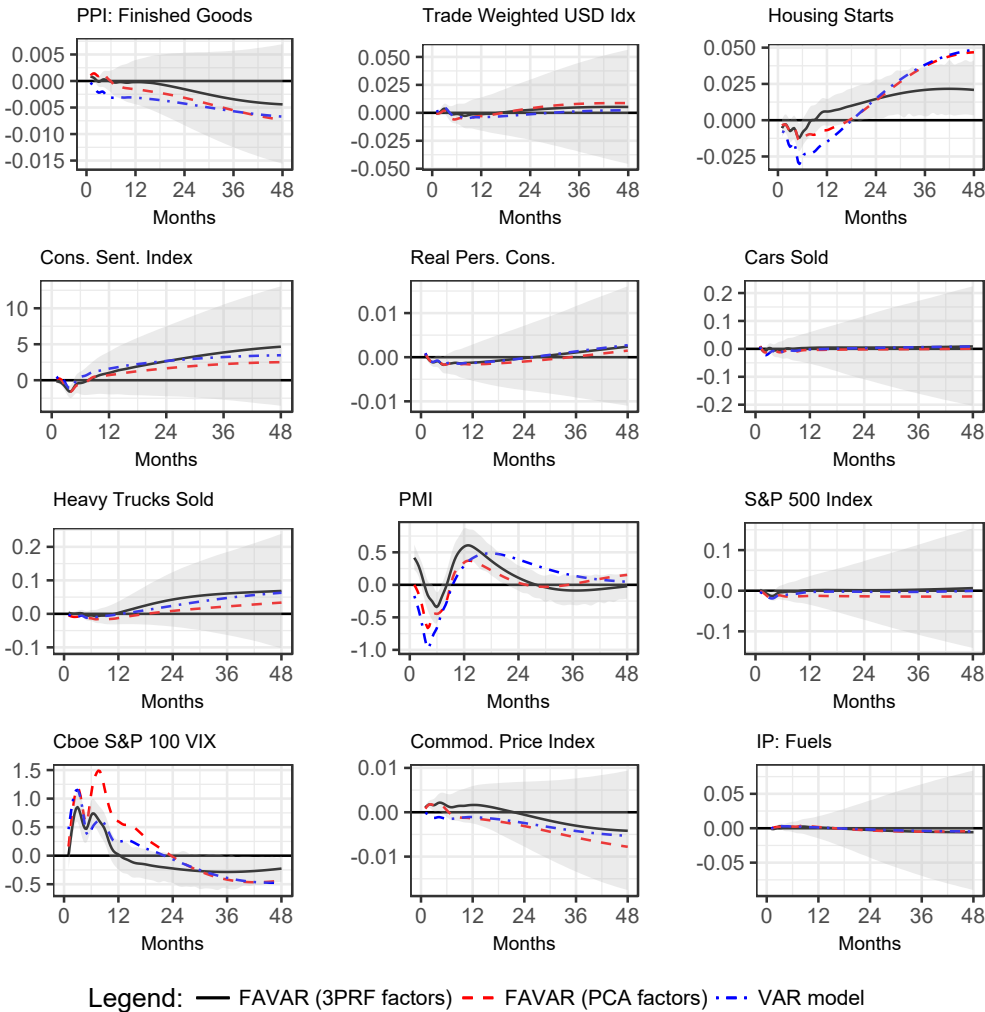 PPI: Finished Goods
0.005
0.000
-0.005
-0.010
-0.015
0 12 24 36 48
Months
Trade Weighted USD Idx
0.050
0.025
0.000
-0.025
-0.050
0 12 24 36 48
Months
Housing Starts
0.050
0.025
0.000
-0.025
0 12 24 36 48
Months
Cons. Sent. Index
10
5
0
0 12 24 36 48
Months
Real Pers. Cons.
0.01
0.00
-0.01
0 12 24 36 48
Months
Cars Sold
0.2
0.1
0.0
-0.1
-0.2
0 12 24 36 48
Months
Heavy Trucks Sold
0.2
0.1
0.0
-0.1
0 12 24 36 48
Months
PMI
0.5
0.0
-0.5
-1.0
0 12 24 36 48
Months
S&P 500 Index
0.1
0.0
-0.1
0 12 24 36 48
Months
Cboe S&P 100 VIX
1.5
1.0
0.5
0.0
-0.5
0 12 24 36 48
Months
Commod. Price Index
0.01
0.00
-0.01
0 12 24 36 48
Months
IP: Fuels
0.05
0.00
-0.05
0 12 24 36 48
Months
Legend: FAVAR (3PRF factors) FAVAR (PCA factors) VAR model